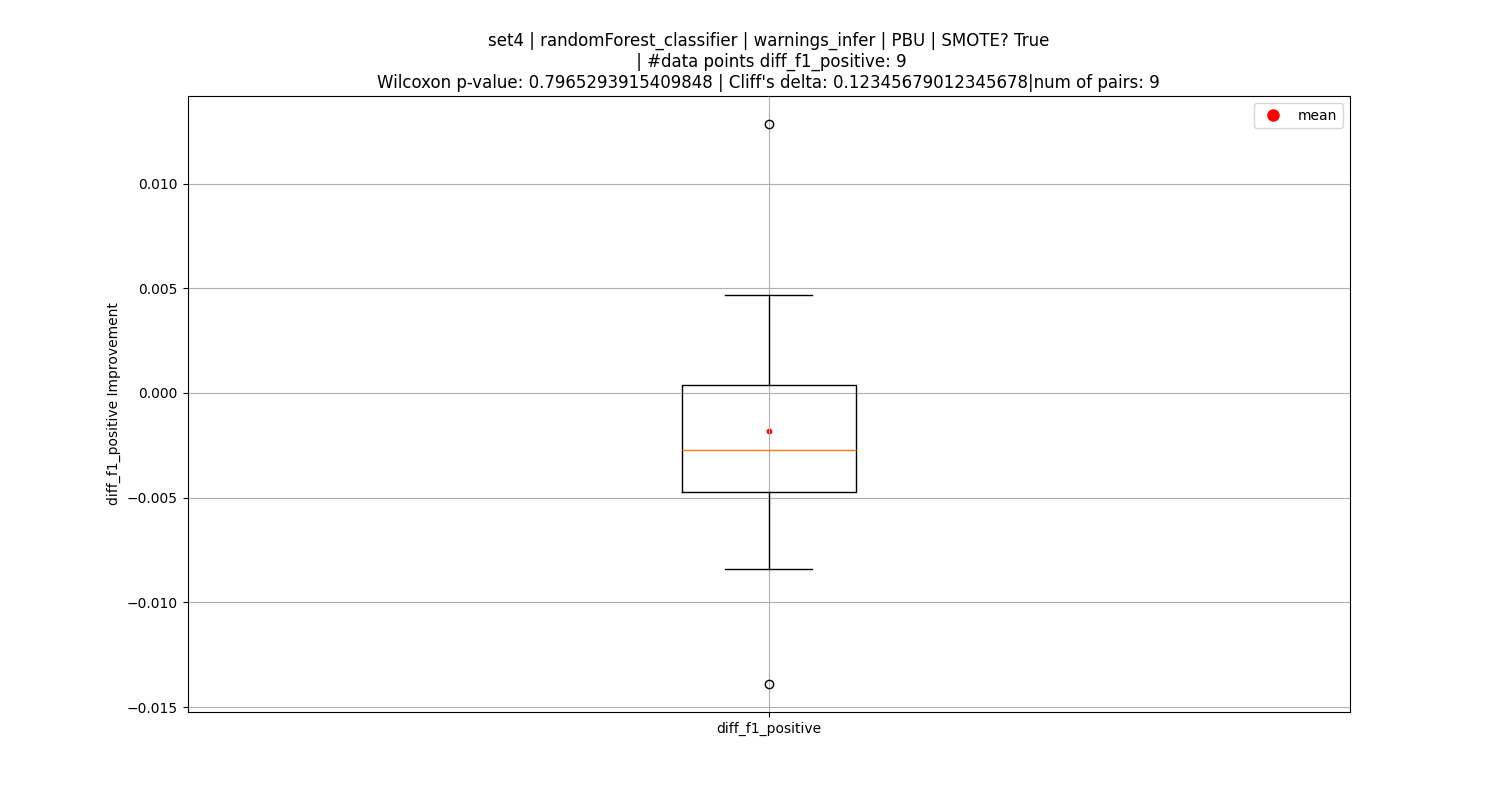 set4 | randomForest_classifier | warnings_infer | PBU | SMOTE? True
| #data points diff_f1_positive: 9
Wilcoxon p-value: 0.7965293915409848 | Cliff's delta: 0.12345679012345678|num of pairs: 9
mean
0.010
0.005
0.000
−0.005
−0.010
−0.015
diff_f1_positive Improvement
diff_f1_positive